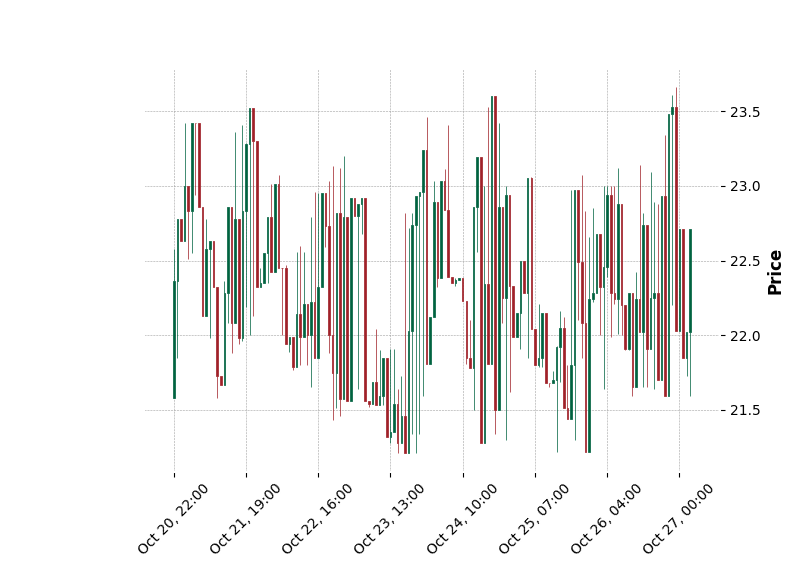 23.5
23.0
22.5
22.0
21.5
Price
Oct 20, 22:00
Oct 21, 19:00
Oct 22, 16:00
Oct 23, 13:00
Oct 24, 10:00
Oct 25, 07:00
Oct 26, 04:00
Oct 27, 00:00